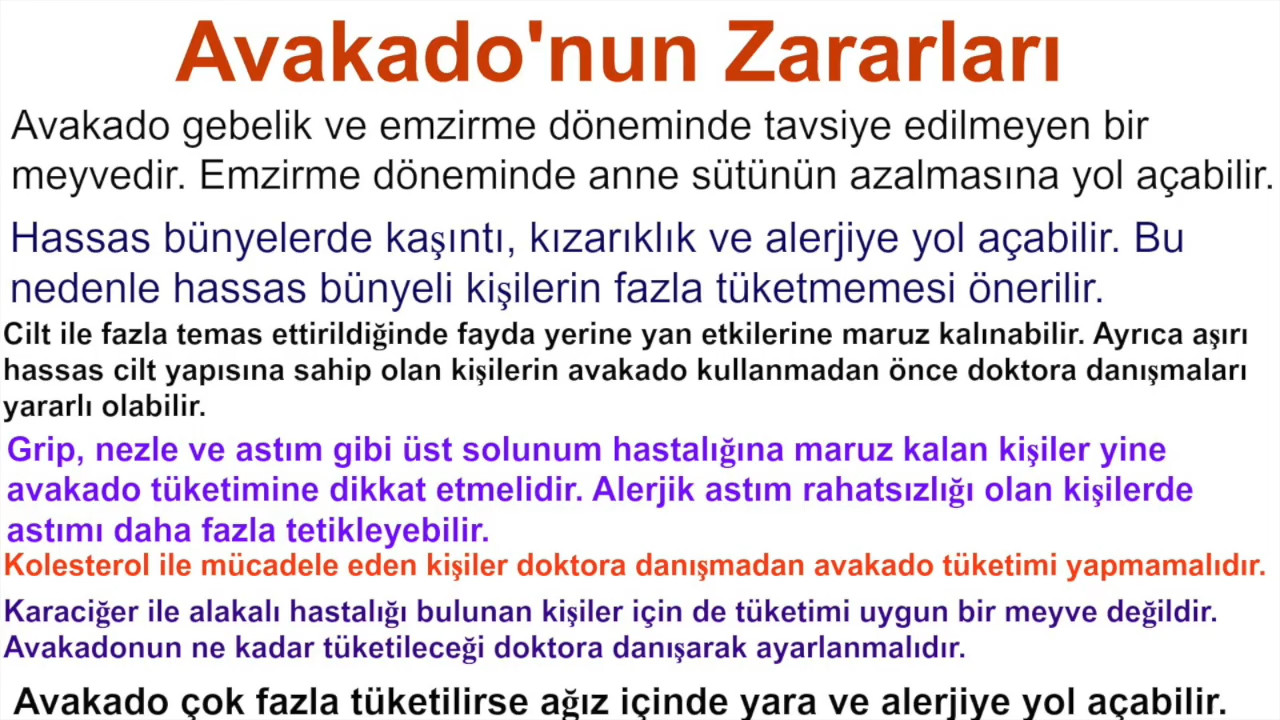 Avakado'nun Zararları
Avakado gebelik ve emzirme döneminde tavsiye edilmeyen bir
meyvedir. Emzirme döneminde anne sütünün azalmasına yol açabilir.
Hassas bünyelerde kaşıntı, kızarıklık ve alerjiye yol açabilir. Bu
nedenle hassas bünyeli kişilerin fazla tüketmemesi önerilir.
Cilt ile fazla temas ettirildiğinde fayda yerine yan etkilerine maruz kalınabilir. Ayrıca aşırı
hassas cilt yapısına sahip olan kişilerin avakado kullanmadan önce doktora danışmaları
yararlı olabilir.
Grip, nezle ve astım gibi üst solunum hastalığına maruz kalan kişiler yine
avakado tüketimine dikkat etmelidir. Alerjik astım rahatsızlığı olan kişilerde
astımı daha fazla tetikleyebilir.
Kolesterol ile mücadele eden kişiler doktora danışmadan avakado tüketimi yapmamalıdır.
Karaciğer ile alakalı hastalığı bulunan kişiler için de tüketimi uygun bir meyve değildir.
Avakadonun ne kadar tüketileceği doktora danışarak ayarlanmalıdır.
Avakado çok fazla tüketilirse ağız içinde yara ve alerjiye yol açabilir.